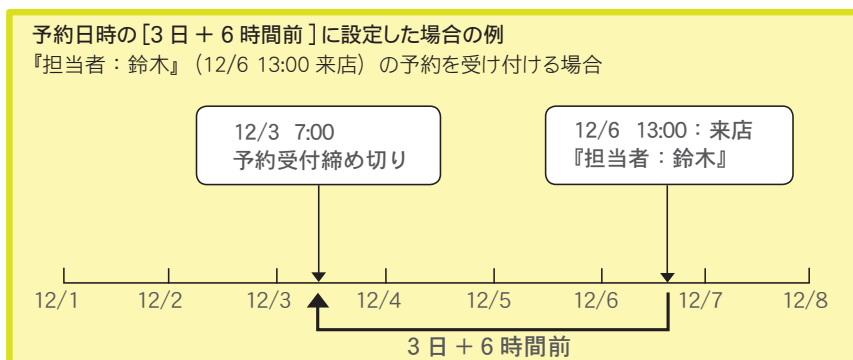 予約日時の [3 日 + 6 時間前 ] に設定した場合の例
『担当者：鈴木』 (12/6 13:00 来店) の予約を受け付ける場合
12/3 7:00
予約受付締め切り
12/6 13:00：来店
『担当者：鈴木』
12/1 12/2 12/3 12/4 12/5 12/6 12/7 12/8
3 日 + 6 時間前